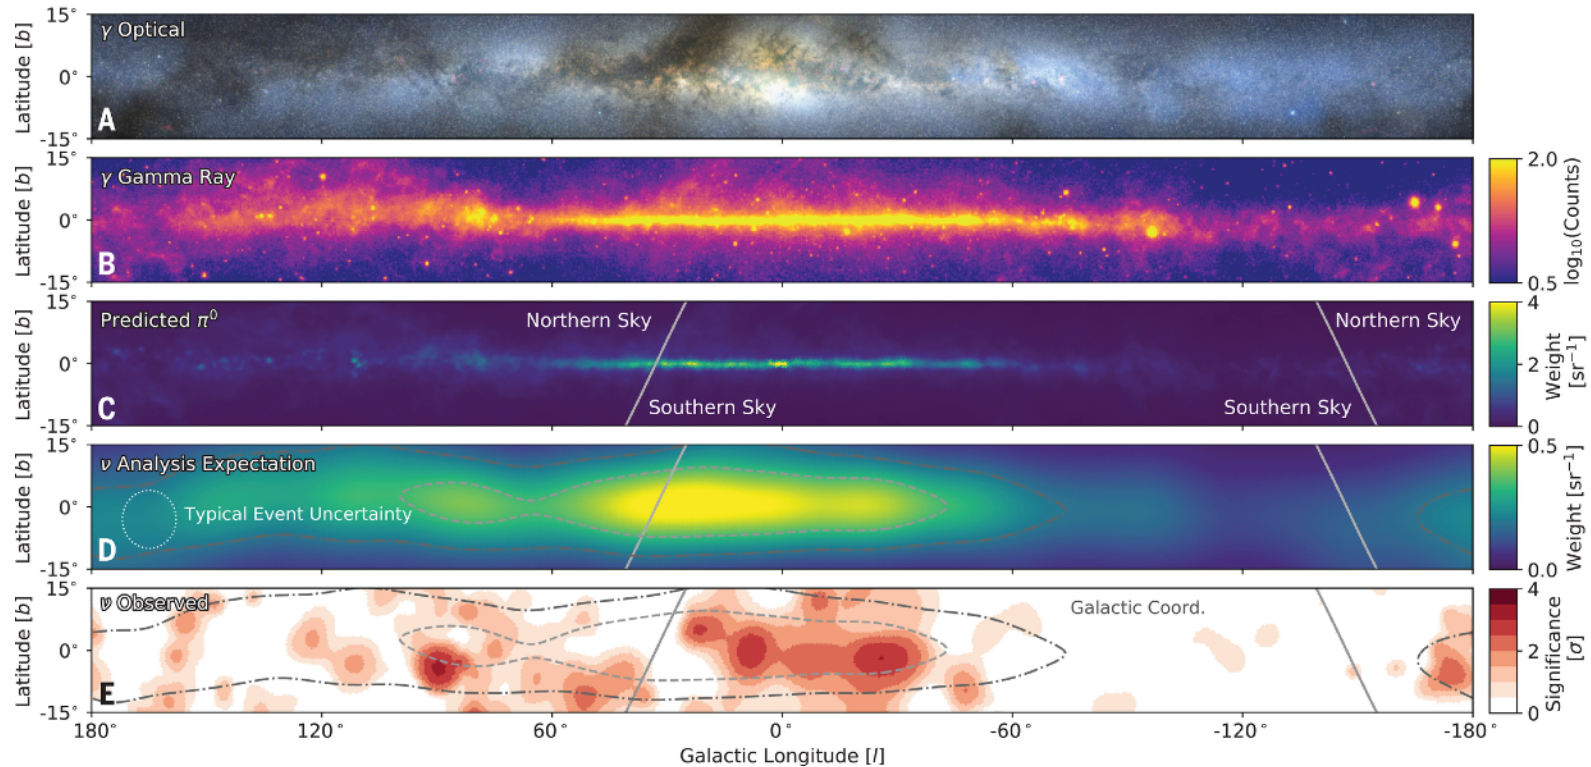 15°
0°
-15°
Latitude [b]
γ Optical
A
15°
0°
-15°
Latitude [b]
γ Gamma Ray
B
2.0
0.5
log₁₀(Counts)
15°
0°
-15°
Latitude [b]
Predicted π⁰
C
Northern Sky
Southern Sky
Northern Sky
Southern Sky
4
2
0
Weight
[sr⁻¹]
15°
0°
-15°
Latitude [b]
ν Analysis Expectation
Typical Event Uncertainty
D
0.5
0.0
Weight [sr⁻¹]
15°
0°
-15°
Latitude [b]
ν Observed
Galactic Coord.
E
4
2
0
Significance
[σ]
180°
120°
60°
0°
-60°
-120°
-180°
Galactic Longitude [l]